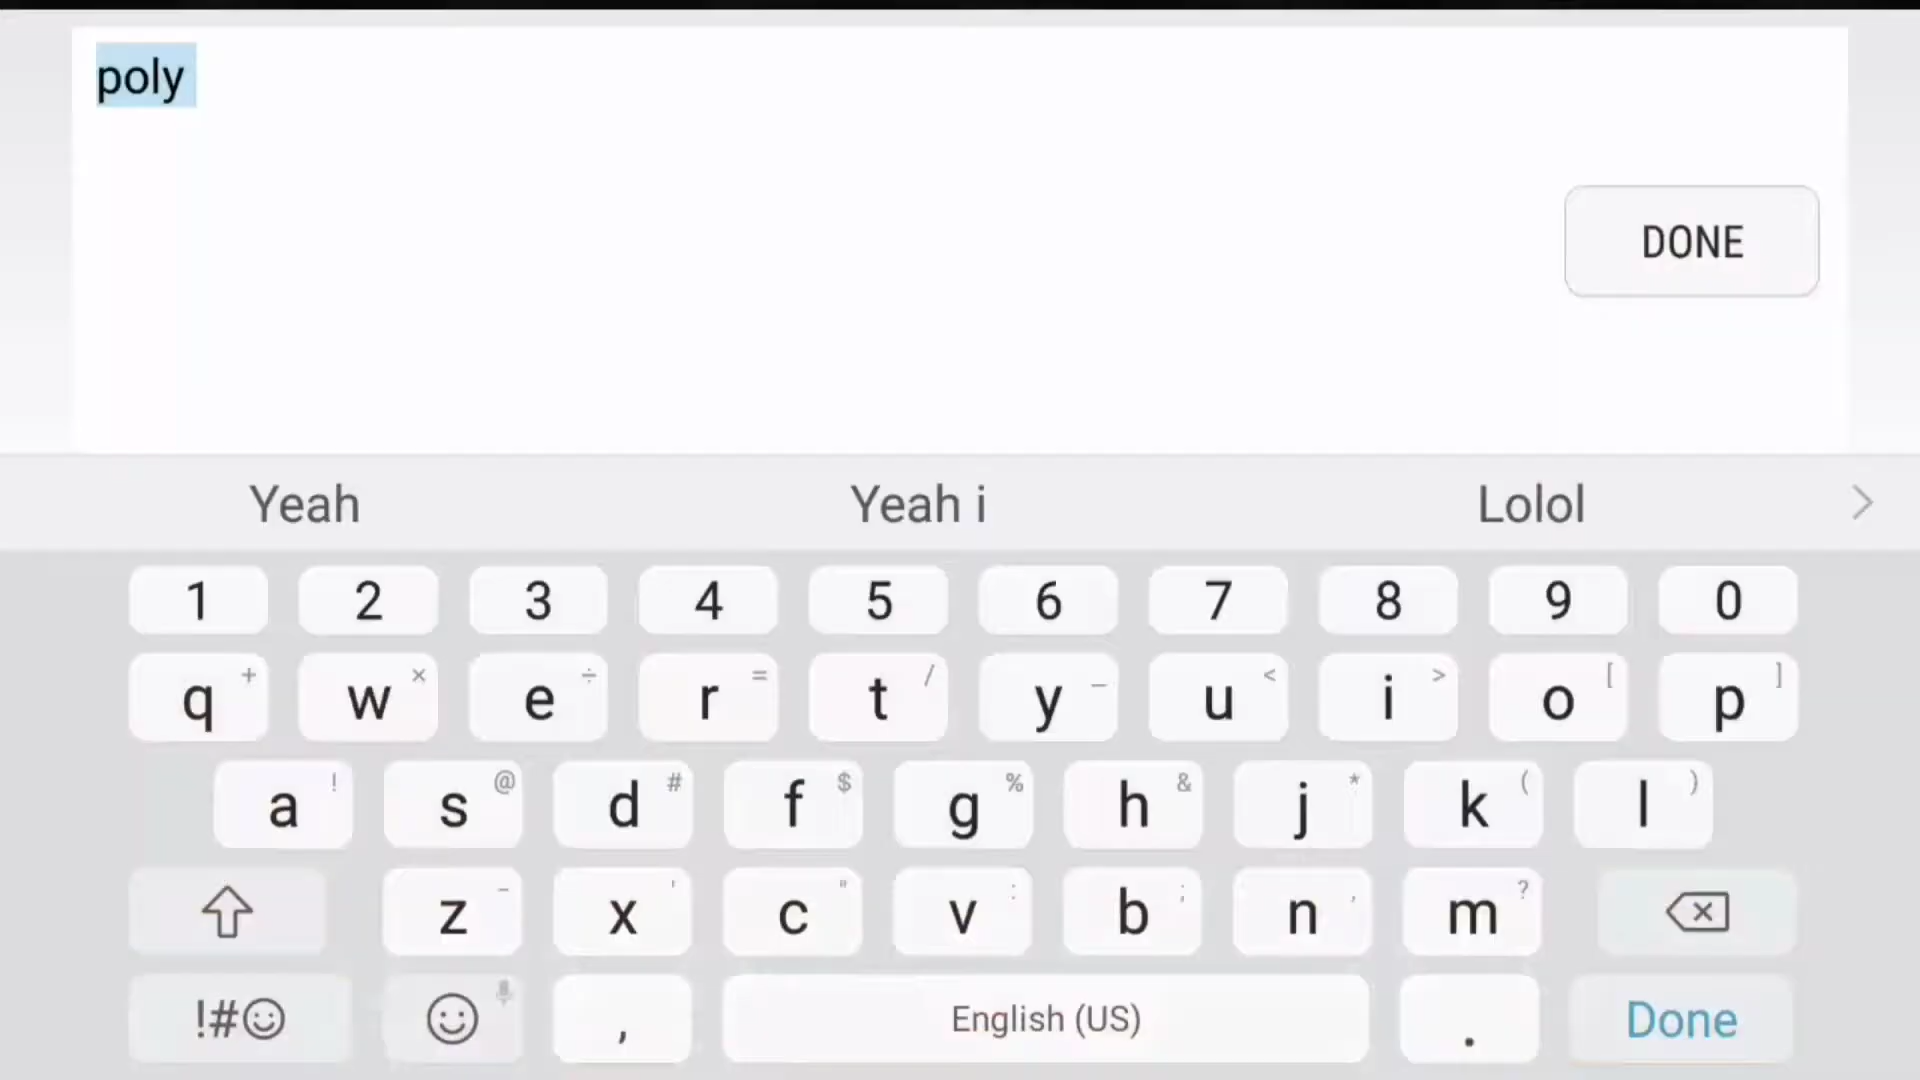 poly
DONE
Yeah Yeah i Lolol >
1 2 3 4 5 6 7 8 9 0
q + w × e ÷ r = t / y _ u < i > o [ p ]
a ! s @ d # f $ g % h & j * k ( l )
z - x ' c " v : b ; n , m ?
!#☺ , English (US) . Done